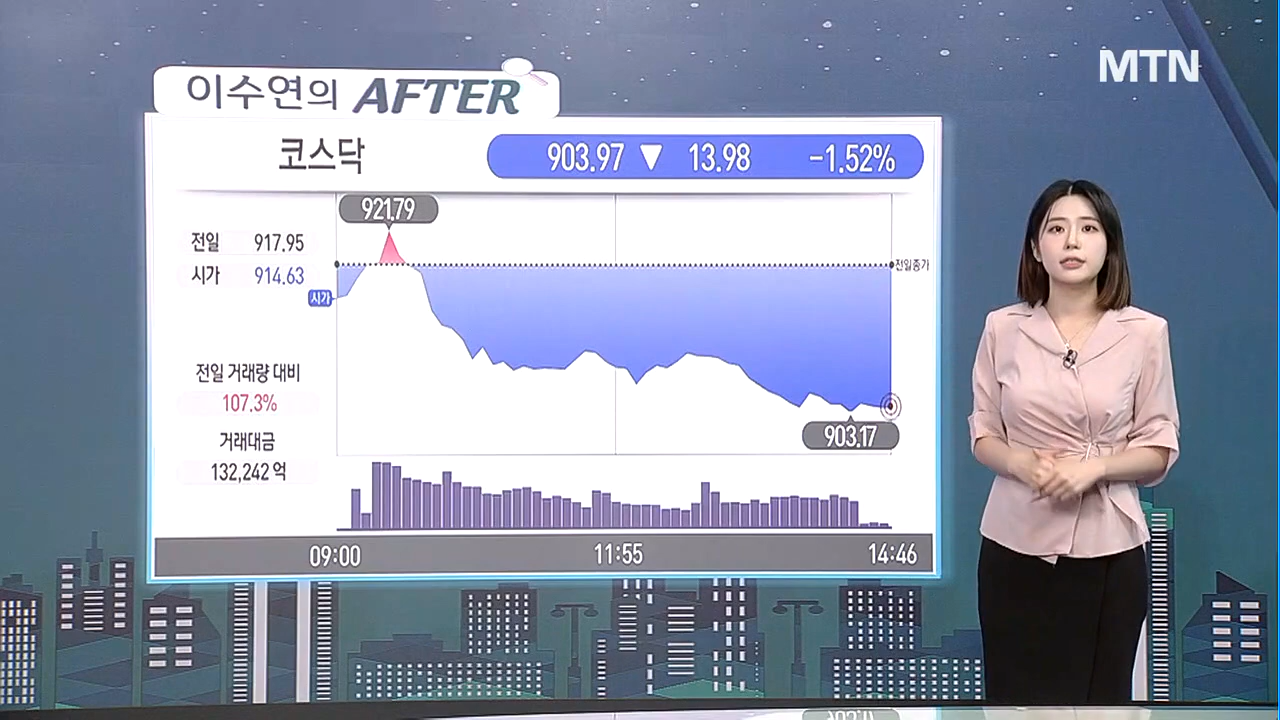 MTN
이수연의 AFTER
코스닥
903.97 ▼ 13.98 -1.52%
921.79
전일 917.95
시가 914.63
전일종가
시가
전일 거래량 대비
107.3%
903.17
거래대금
132,242 억
09:00 11:55 14:46